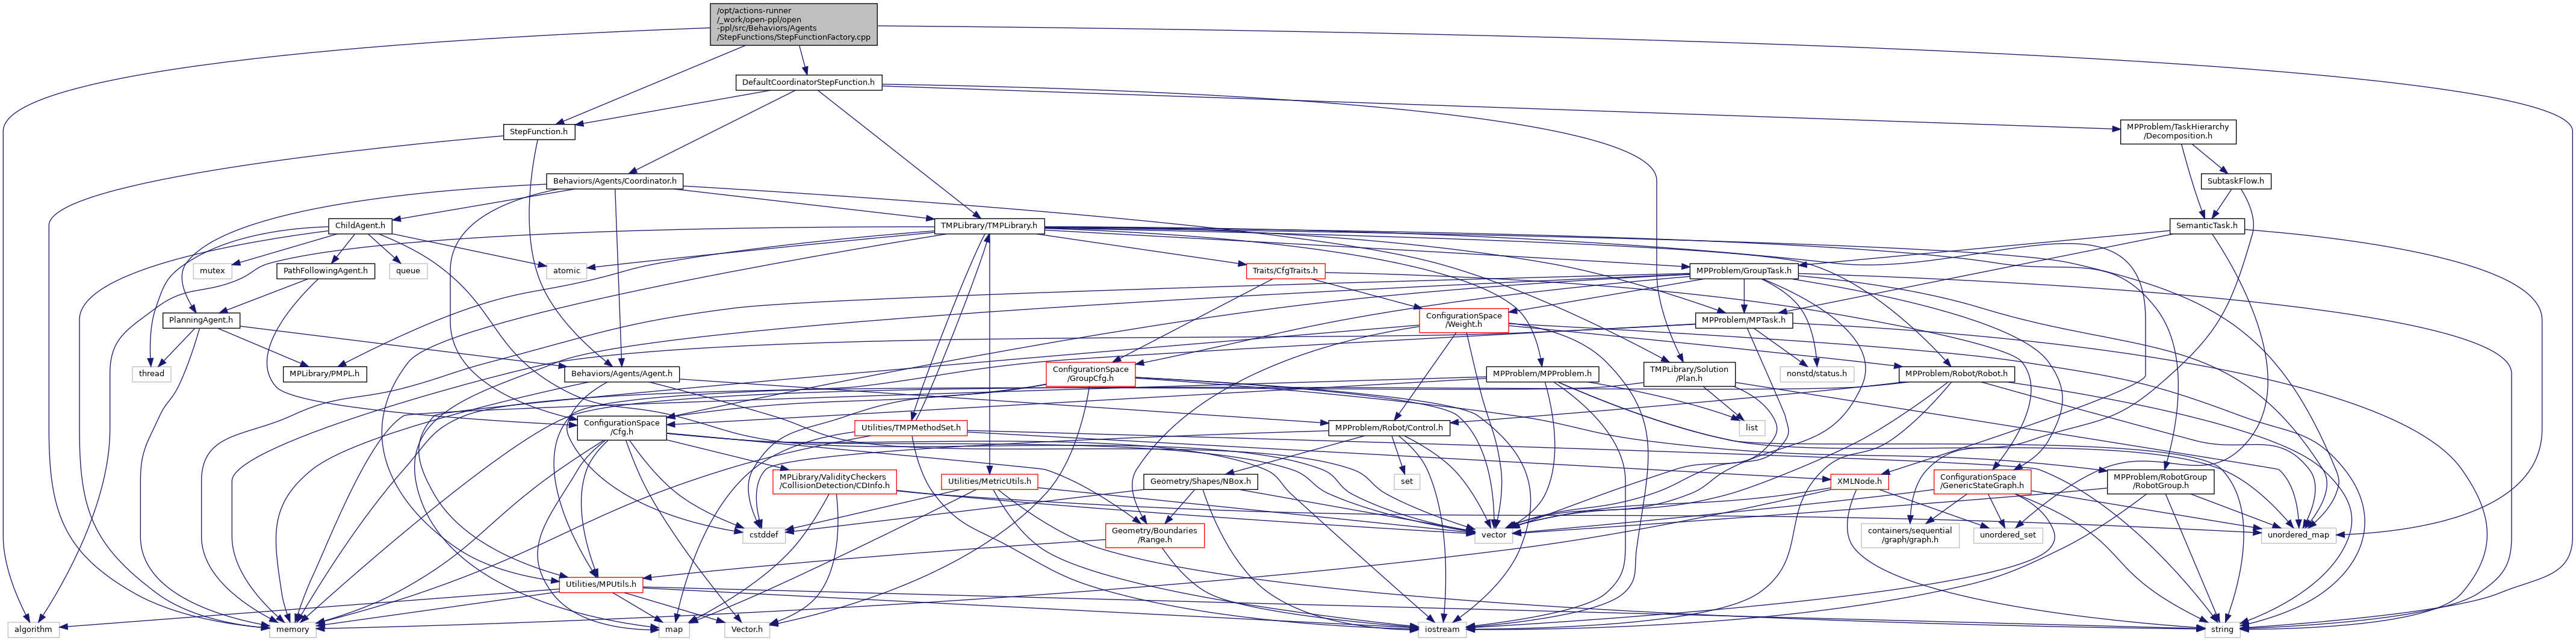 /opt/actions-runner
/_work/open-ppl/open
-ppl/src/Behaviors/Agents
/StepFunctions/StepFunctionFactory.cpp
DefaultCoordinatorStepFunction.h
StepFunction.h
MPProblem/TaskHierarchy
/Decomposition.h
Behaviors/Agents/Coordinator.h
SubtaskFlow.h
ChildAgent.h
TMPLibrary/TMPLibrary.h
SemanticTask.h
mutex
PathFollowingAgent.h
queue
atomic
Traits/CfgTraits.h
MPProblem/GroupTask.h
PlanningAgent.h
ConfigurationSpace
/Weight.h
MPProblem/MPTask.h
thread
MPLibrary/PMPL.h
Behaviors/Agents/Agent.h
ConfigurationSpace
/GroupCfg.h
MPProblem/MPProblem.h
TMPLibrary/Solution
/Plan.h
nonstd/status.h
MPProblem/Robot/Robot.h
ConfigurationSpace
/Cfg.h
Utilities/TMPMethodSet.h
MPProblem/Robot/Control.h
list
MPLibrary/ValidityCheckers
/CollisionDetection/CDInfo.h
Utilities/MetricUtils.h
Geometry/Shapes/NBox.h
set
XMLNode.h
ConfigurationSpace
/GenericStateGraph.h
MPProblem/RobotGroup
/RobotGroup.h
cstddef
Geometry/Boundaries
/Range.h
vector
containers/sequential
/graph/graph.h
unordered_set
unordered_map
Utilities/MPUtils.h
algorithm
memory
map
Vector.h
iostream
string